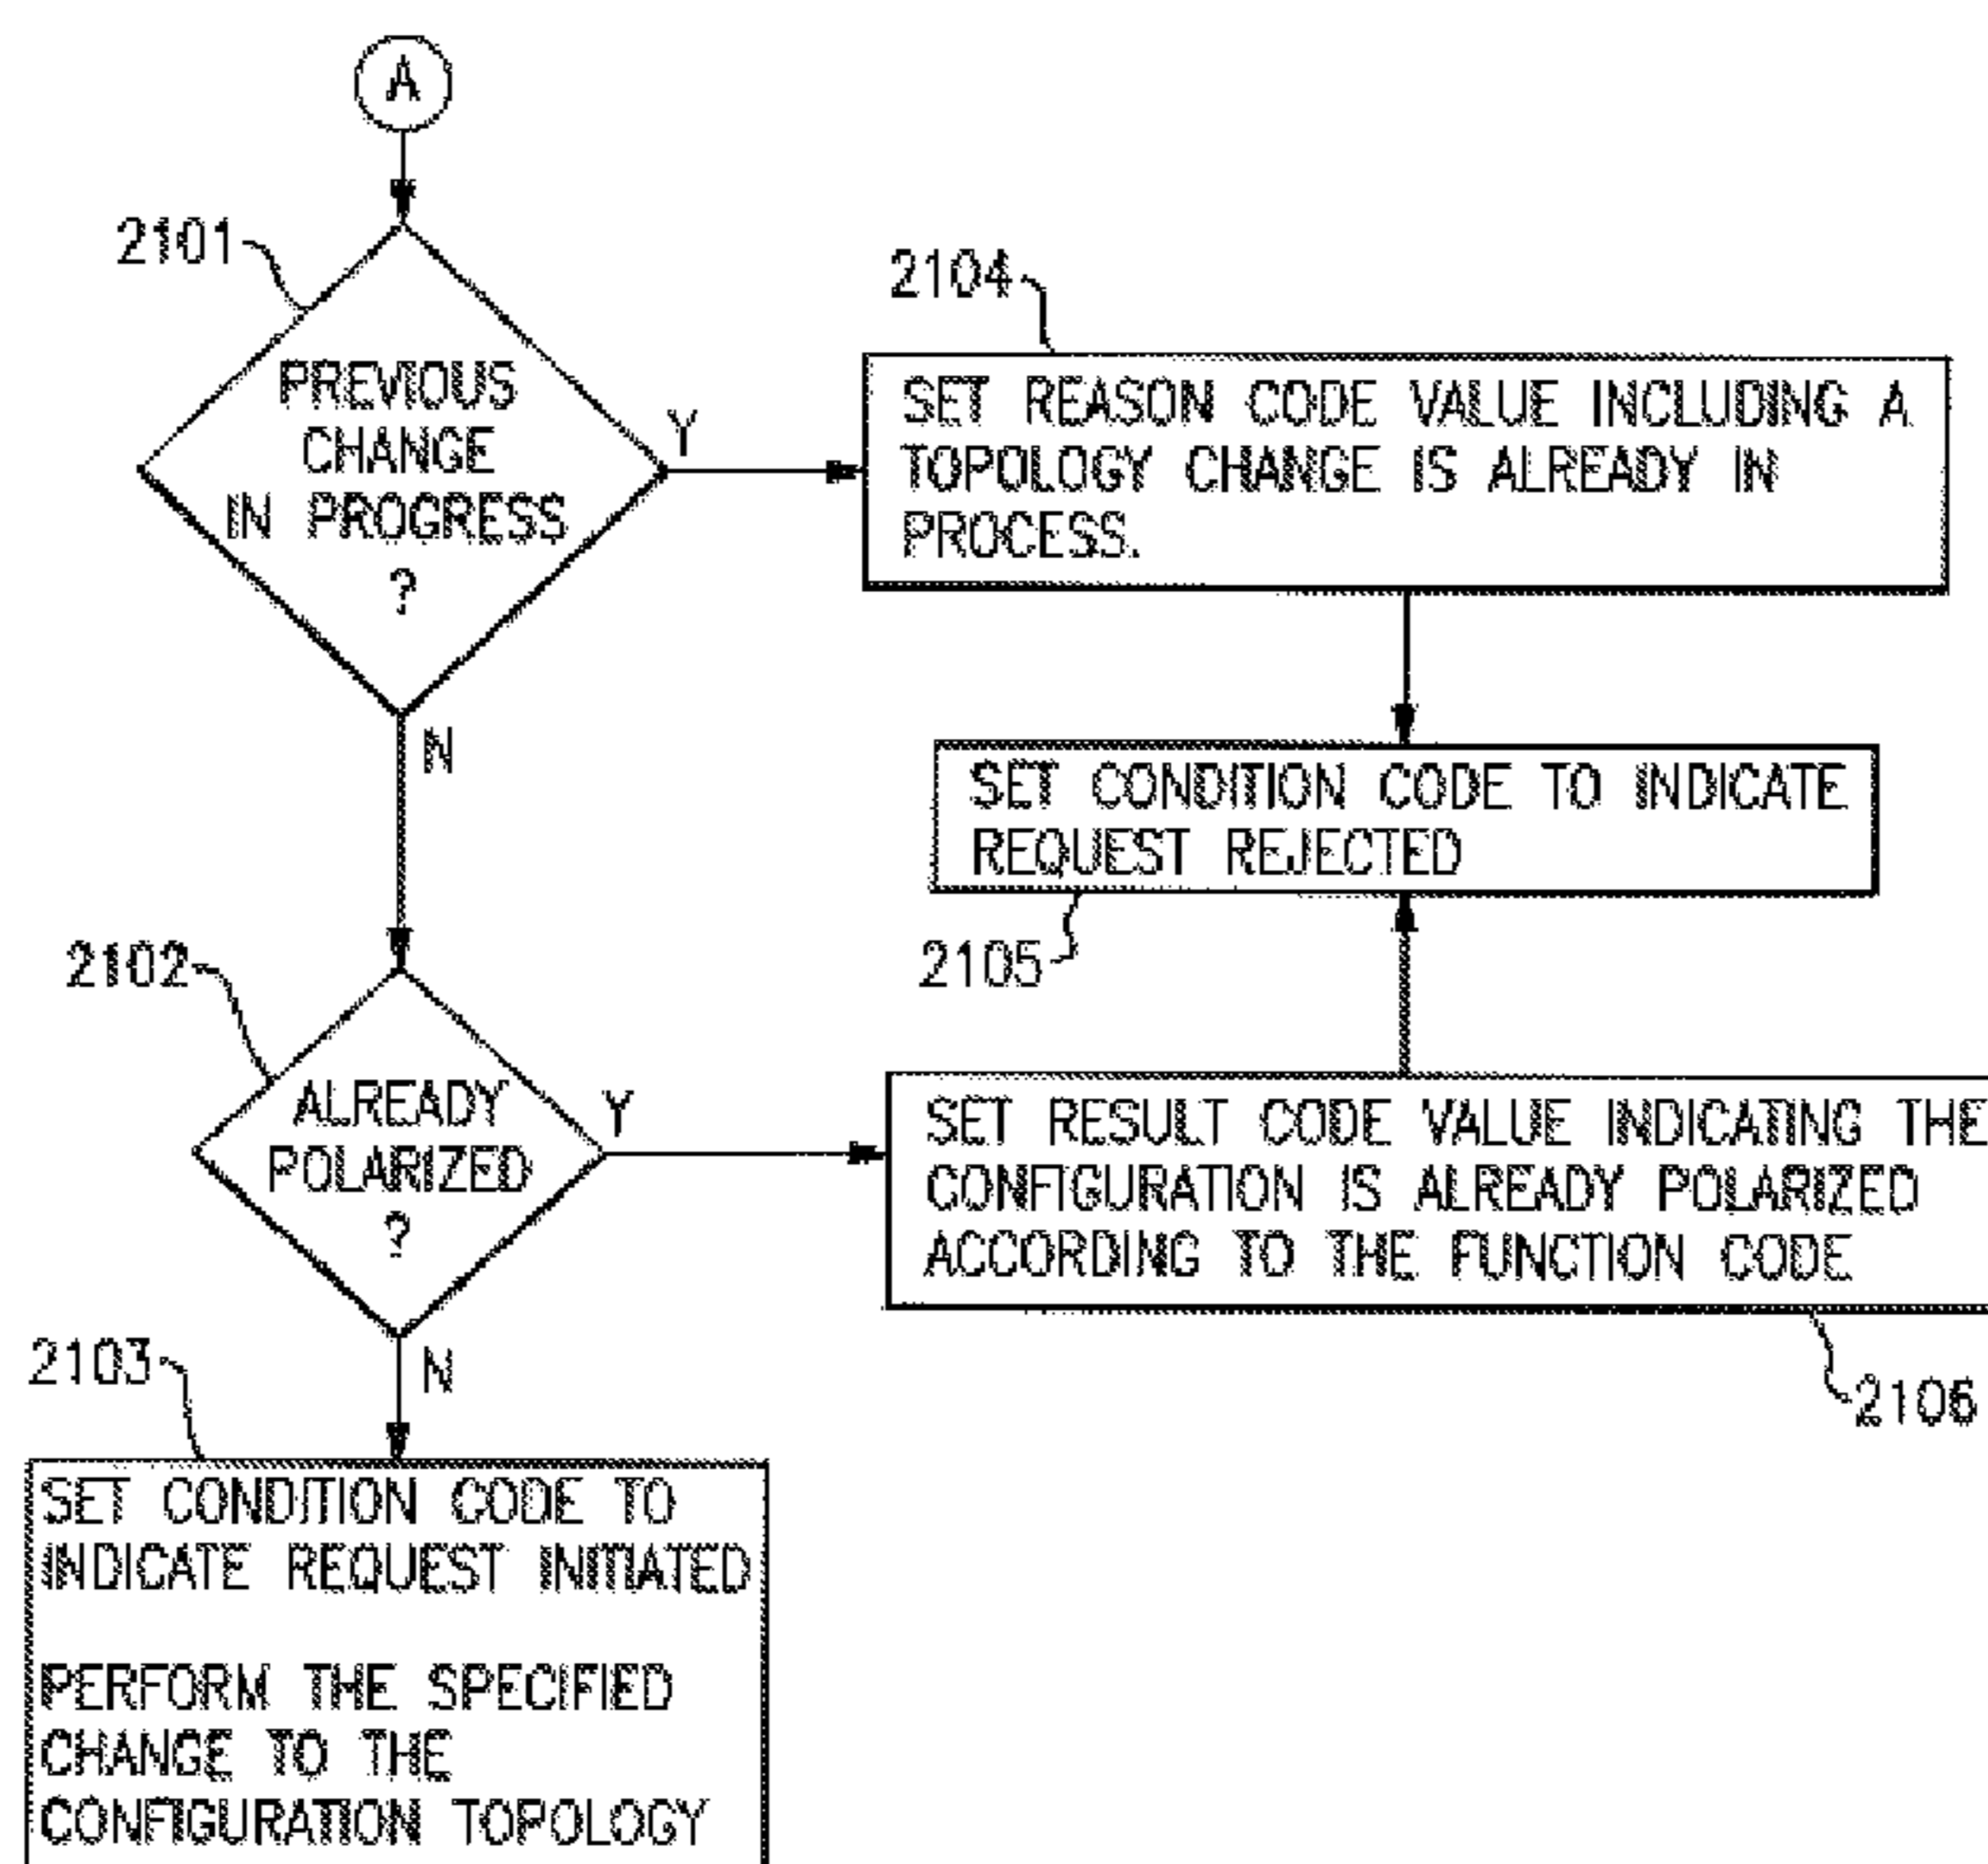 A
2101
PREVIOUS
CHANGE
IN PROGRESS
?
Y
N
2104
SET REASON CODE VALUE INCLUDING A
TOPOLOGY CHANGE IS ALREADY IN
PROCESS.
SET CONDITION CODE TO INDICATE
REQUEST REJECTED
2105
2102
ALREADY
POLARIZED
?
Y
N
SET RESULT CODE VALUE INDICATING THE
CONFIGURATION IS ALREADY POLARIZED
ACCORDING TO THE FUNCTION CODE
2106
2103
SET CONDITION CODE TO
INDICATE REQUEST INITIATED
PERFORM THE SPECIFIED
CHANGE TO THE
CONFIGURATION TOPOLOGY